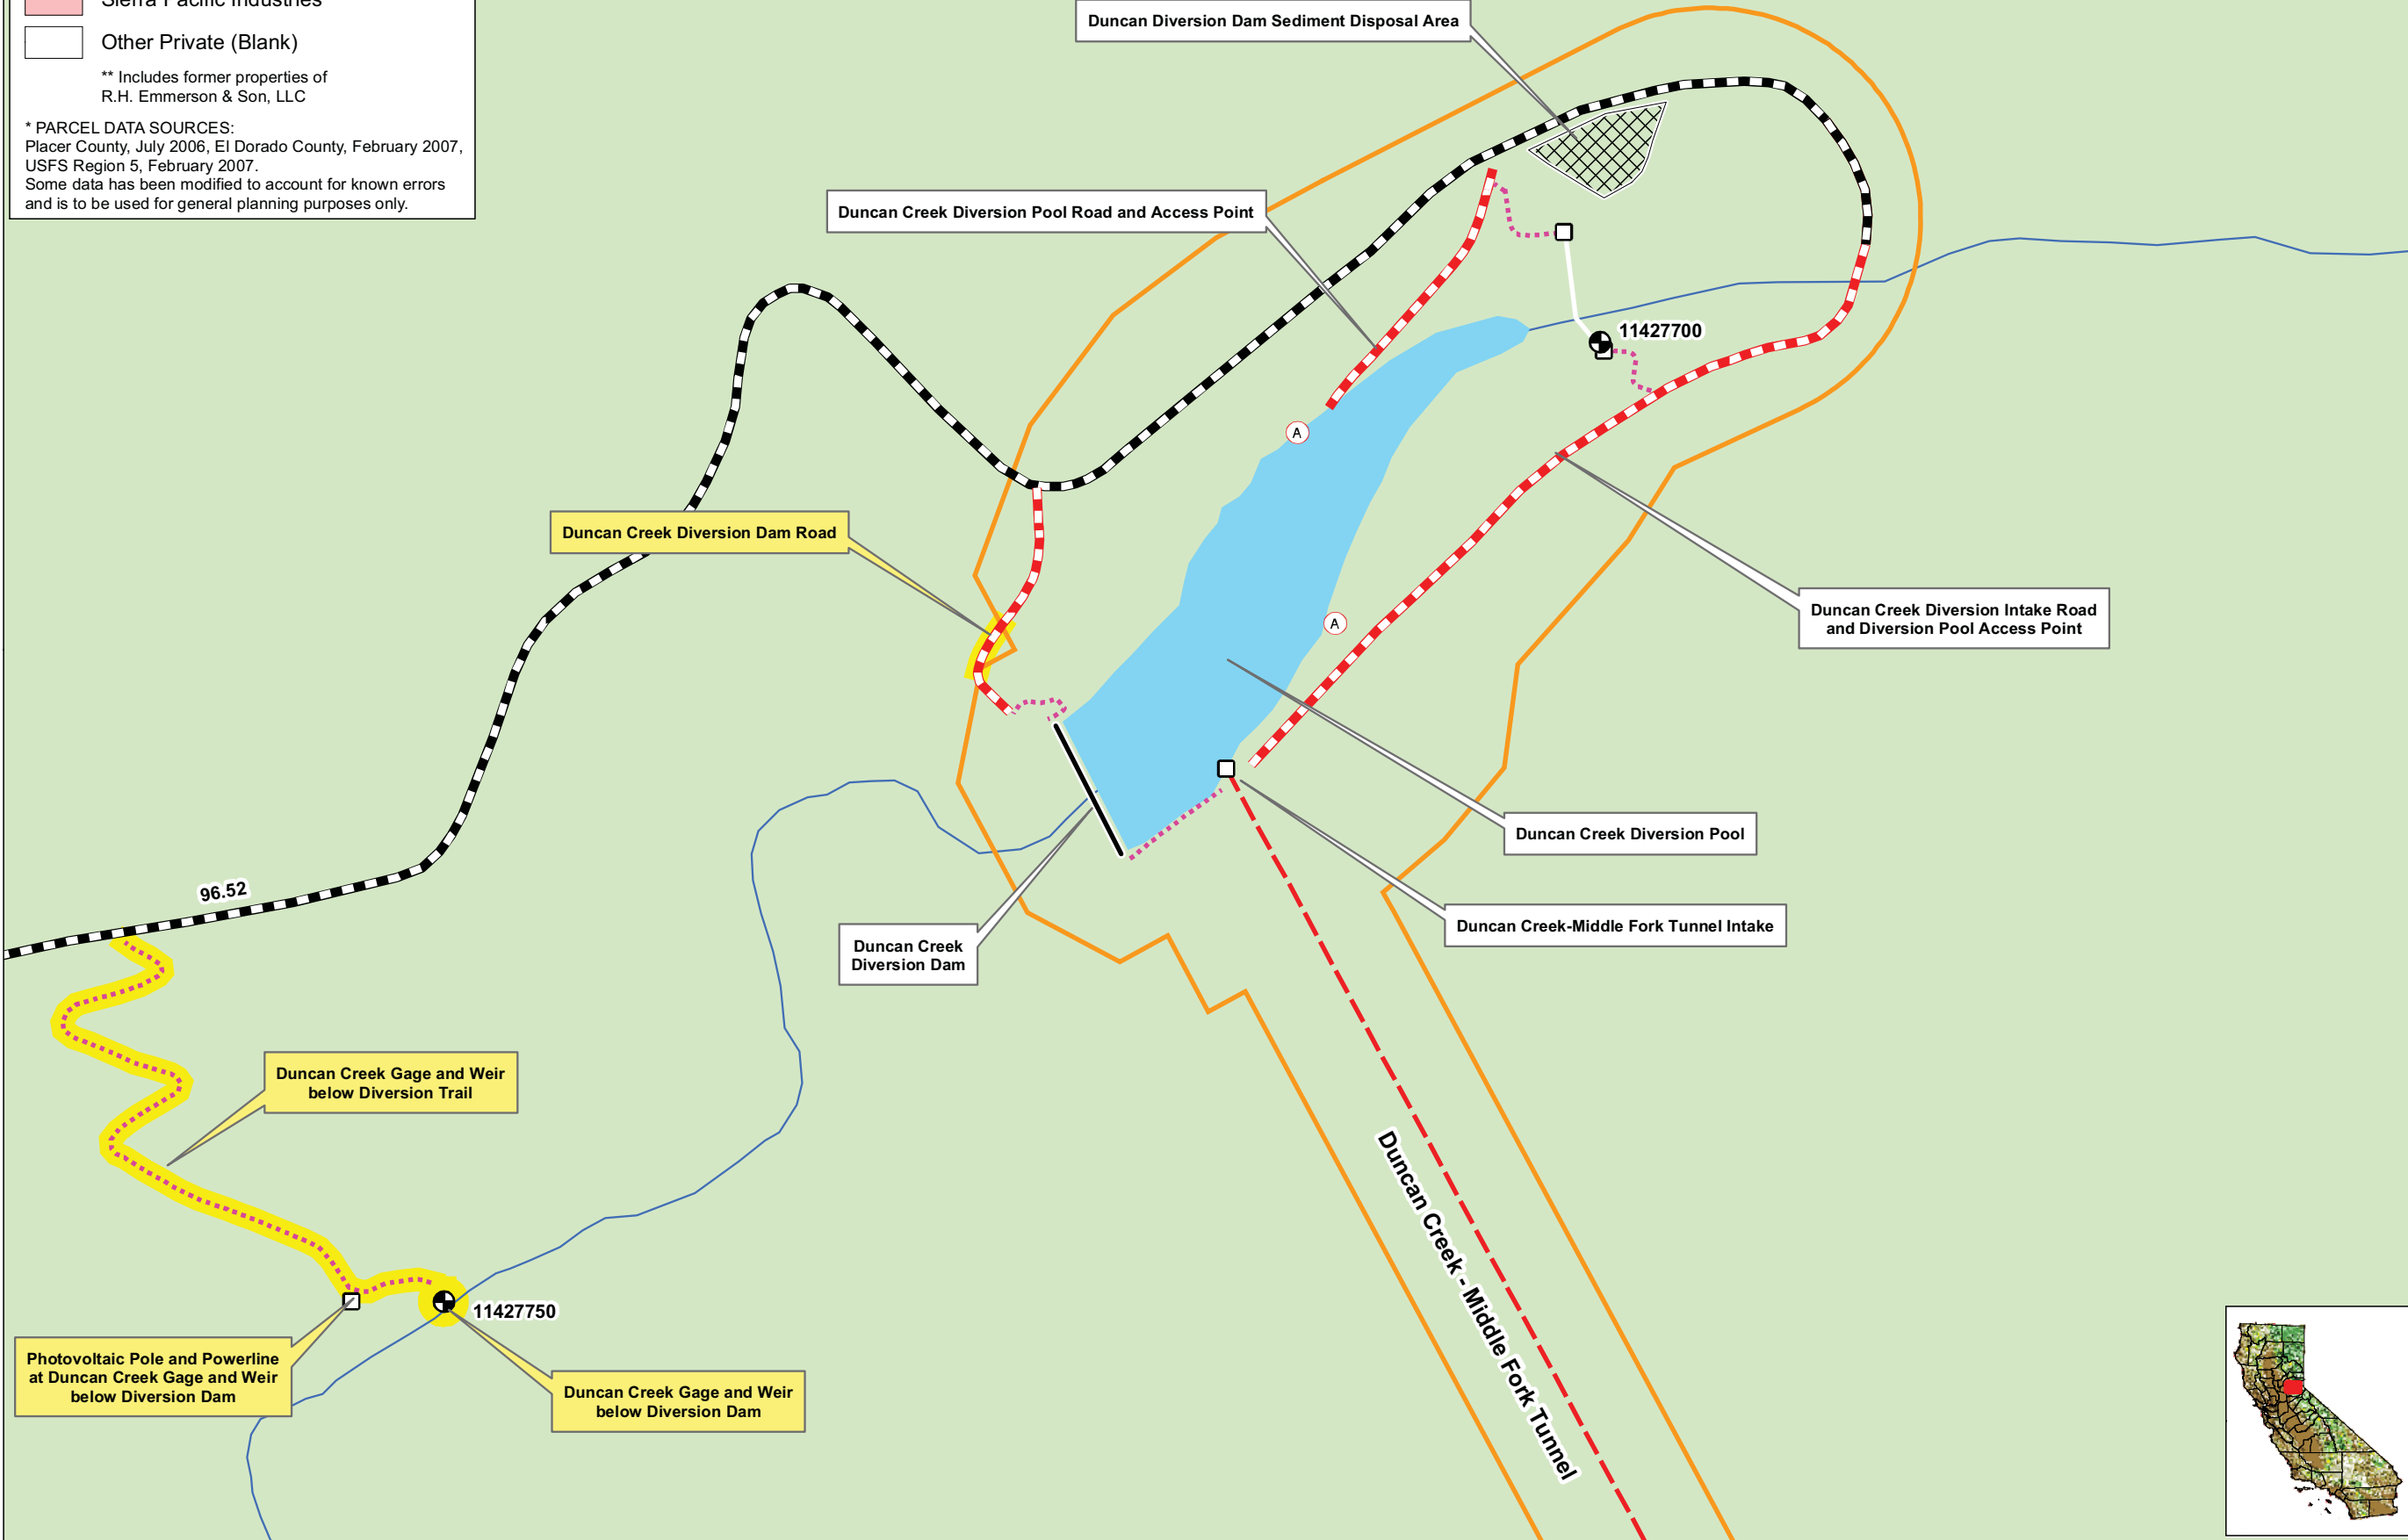 Sierra Pacific Industries
Other Private (Blank)
** Includes former properties of
R.H. Emmerson & Son, LLC
* PARCEL DATA SOURCES:
Placer County, July 2006, El Dorado County, February 2007,
USFS Region 5, February 2007.
Some data has been modified to account for known errors
and is to be used for general planning purposes only.
Duncan Diversion Dam Sediment Disposal Area
Duncan Creek Diversion Pool Road and Access Point
11427700
A
Duncan Creek Diversion Dam Road
A
Duncan Creek Diversion Intake Road
and Diversion Pool Access Point
Duncan Creek Diversion Pool
96.52
Duncan Creek-Middle Fork Tunnel Intake
Duncan Creek
Diversion Dam
Duncan Creek Gage and Weir
below Diversion Trail
Duncan Creek - Middle Fork Tunnel
11427750
Photovoltaic Pole and Powerline
at Duncan Creek Gage and Weir
below Diversion Dam
Duncan Creek Gage and Weir
below Diversion Dam